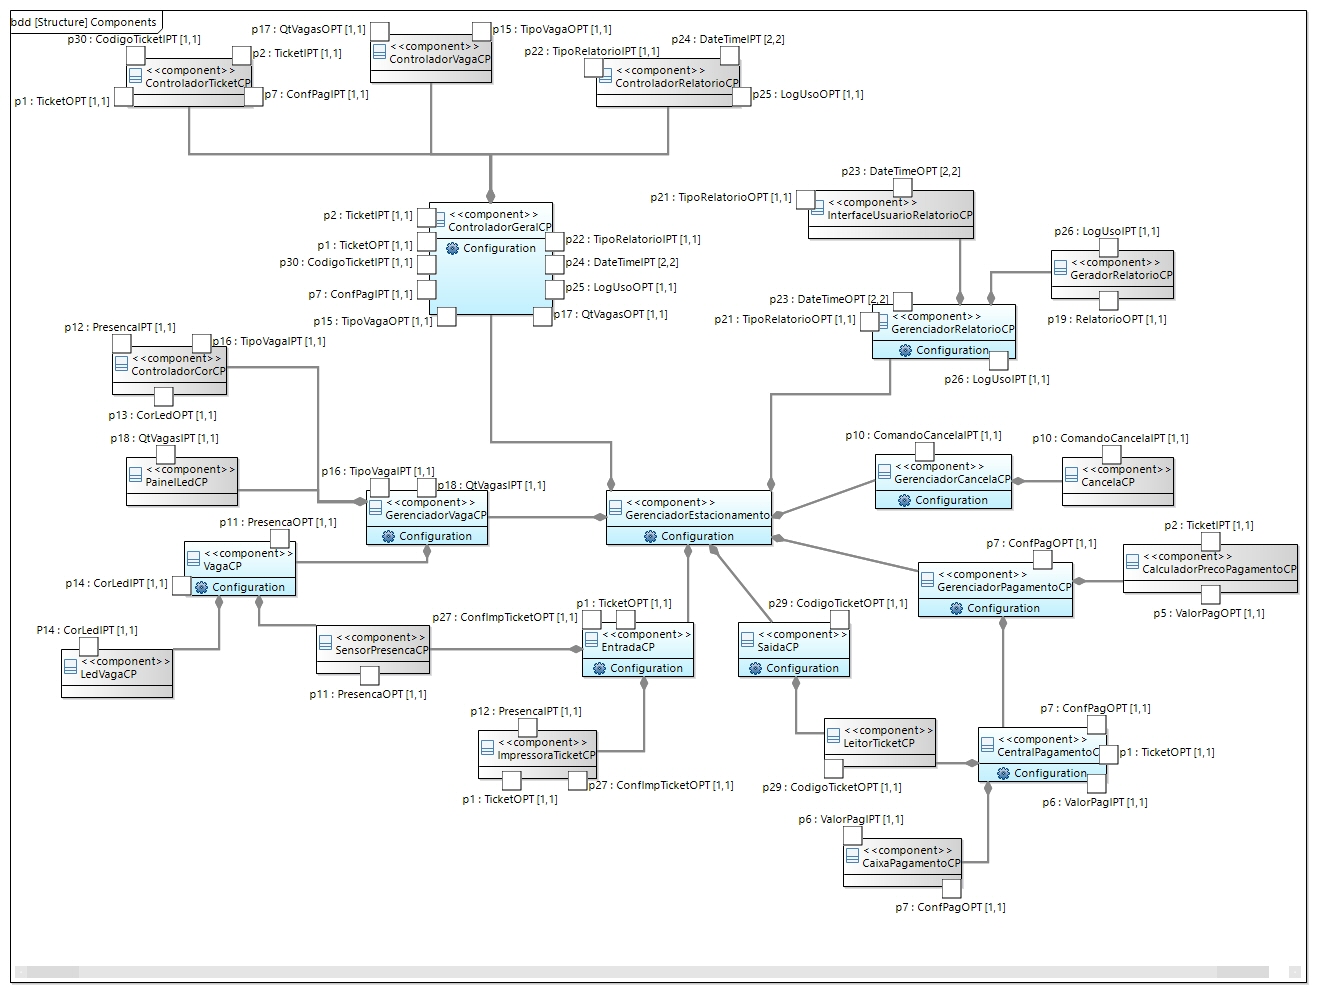 bdd [Structure] Components
p30 : CodigoTicketIPT [1,1]
p2 : TicketIPT [1,1]
<<component>>
ControladorTicketCP
p1 : TicketOPT [1,1]
p7 : ConfPagIPT [1,1]
p17 : QtVagasOPT [1,1]
p15 : TipoVagaOPT [1,1]
<<component>>
ControladorVagaCP
p22 : TipoRelatorioIPT [1,1]
p24 : DateTimeIPT [2,2]
<<component>>
ControladorRelatorioCP
p25 : LogUsoOPT [1,1]
p2 : TicketIPT [1,1]
<<component>>
ControladorGeralCP
Configuration
p1 : TicketOPT [1,1]
p30 : CodigoTicketIPT [1,1]
p7 : ConfPagIPT [1,1]
p15 : TipoVagaOPT [1,1]
p22 : TipoRelatorioIPT [1,1]
p24 : DateTimeIPT [2,2]
p25 : LogUsoOPT [1,1]
p17 : QtVagasOPT [1,1]
p23 : DateTimeOPT [2,2]
p21 : TipoRelatorioOPT [1,1]
<<component>>
InterfaceUsuarioRelatorioCP
p26 : LogUsoIPT [1,1]
<<component>>
GeradorRelatorioCP
p19 : RelatorioOPT [1,1]
p23 : DateTimeOPT [2,2]
p21 : TipoRelatorioOPT [1,1]
<<component>>
GerenciadorRelatorioCP
Configuration
p26 : LogUsoIPT [1,1]
p12 : PresencaIPT [1,1]
p16 : TipoVagaIPT [1,1]
<<component>>
ControladorCorCP
p13 : CorLedOPT [1,1]
p18 : QtVagasIPT [1,1]
<<component>>
PainelLedCP
p16 : TipoVagaIPT [1,1]
p18 : QtVagasIPT [1,1]
<<component>>
GerenciadorVagaCP
Configuration
<<component>>
GerenciadorEstacionamento
Configuration
p10 : ComandoCancelaIPT [1,1]
<<component>>
GerenciadorCancelaCP
Configuration
p10 : ComandoCancelaIPT [1,1]
<<component>>
CancelaCP
p11 : PresencaOPT [1,1]
<<component>>
VagaCP
Configuration
p14 : CorLedIPT [1,1]
p7 : ConfPagOPT [1,1]
<<component>>
GerenciadorPagamentoCP
Configuration
p2 : TicketIPT [1,1]
<<component>>
CalculadorPrecoPagamentoCP
p5 : ValorPagOPT [1,1]
P14 : CorLedIPT [1,1]
<<component>>
LedVagaCP
<<component>>
SensorPresencaCP
p11 : PresencaOPT [1,1]
p1 : TicketOPT [1,1]
p27 : ConfImpTicketOPT [1,1]
<<component>>
EntradaCP
Configuration
p29 : CodigoTicketOPT [1,1]
<<component>>
SaidaCP
Configuration
p12 : PresencaIPT [1,1]
<<component>>
ImpressoraTicketCP
p1 : TicketOPT [1,1]
p27 : ConfImpTicketOPT [1,1]
<<component>>
LeitorTicketCP
p29 : CodigoTicketOPT [1,1]
p7 : ConfPagOPT [1,1]
<<component>>
CentralPagamentoC
Configuration
p1 : TicketOPT [1,1]
p6 : ValorPagIPT [1,1]
p6 : ValorPagIPT [1,1]
<<component>>
CaixaPagamentoCP
p7 : ConfPagOPT [1,1]